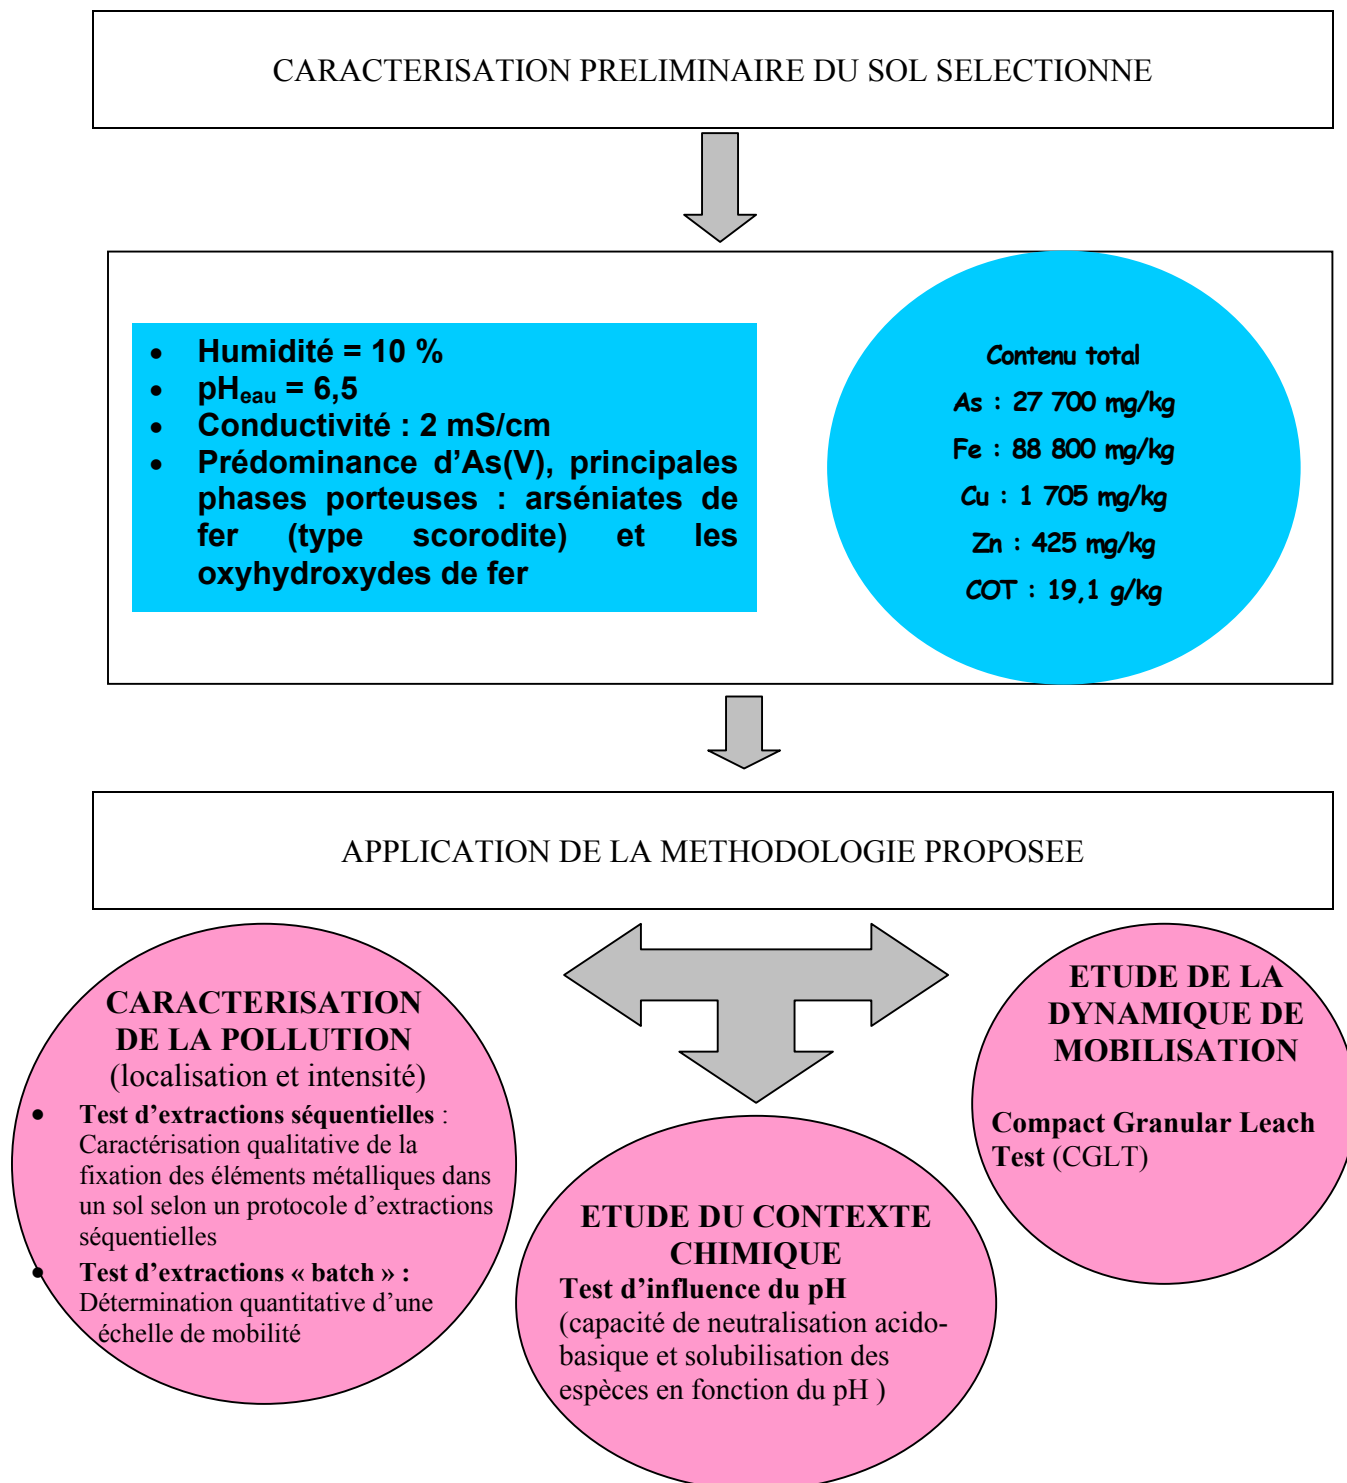 CARACTERISATION PRELIMINAIRE DU SOL SELECTIONNE
• Humidité = 10 %
• pHeau = 6,5
• Conductivité : 2 mS/cm
• Prédominance d’As(V), principales
phases porteuses : arséniates de
fer (type scorodite) et les
oxyhydroxydes de fer
Contenu total
As : 27 700 mg/kg
Fe : 88 800 mg/kg
Cu : 1 705 mg/kg
Zn : 425 mg/kg
COT : 19,1 g/kg
APPLICATION DE LA METHODOLOGIE PROPOSEE
CARACTERISATION
DE LA POLLUTION
(localisation et intensité)
• Test d’extractions séquentielles :
Caractérisation qualitative de la
fixation des éléments métalliques dans
un sol selon un protocole d’extractions
séquentielles
• Test d’extractions « batch » :
Détermination quantitative d’une
échelle de mobilité
ETUDE DU CONTEXTE
CHIMIQUE
Test d’influence du pH
(capacité de neutralisation acido-
basique et solubilisation des
espèces en fonction du pH )
ETUDE DE LA
DYNAMIQUE DE
MOBILISATION
Compact Granular Leach
Test (CGLT)